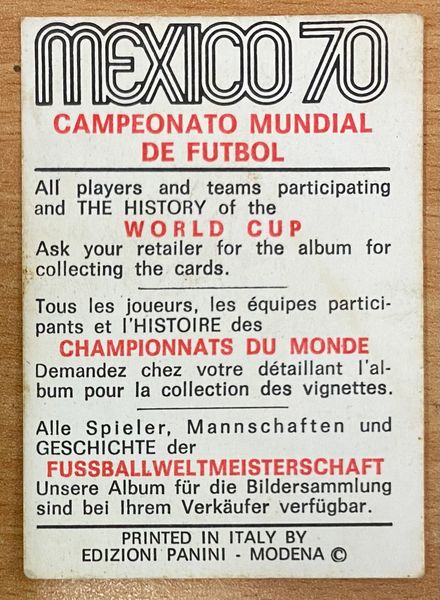 MEXICO 70
CAMPEONATO MUNDIAL
DE FUTBOL
All players and teams participating
and THE HISTORY of the
WORLD CUP
Ask your retailer for the album for
collecting the cards.
Tous les joueurs, les équipes partici-
pants et l'HISTOIRE des
CHAMPIONNATS DU MONDE
Demandez chez votre détaillant l'al-
bum pour la collection des vignettes.
Alle Spieler, Mannschaften und
GESCHICHTE der
FUSSBALLWELTMEISTERSCHAFT
Unsere Album für die Bildersammlung
sind bei Ihrem Verkäufer verfügbar.
PRINTED IN ITALY BY
EDIZIONI PANINI - MODENA ©